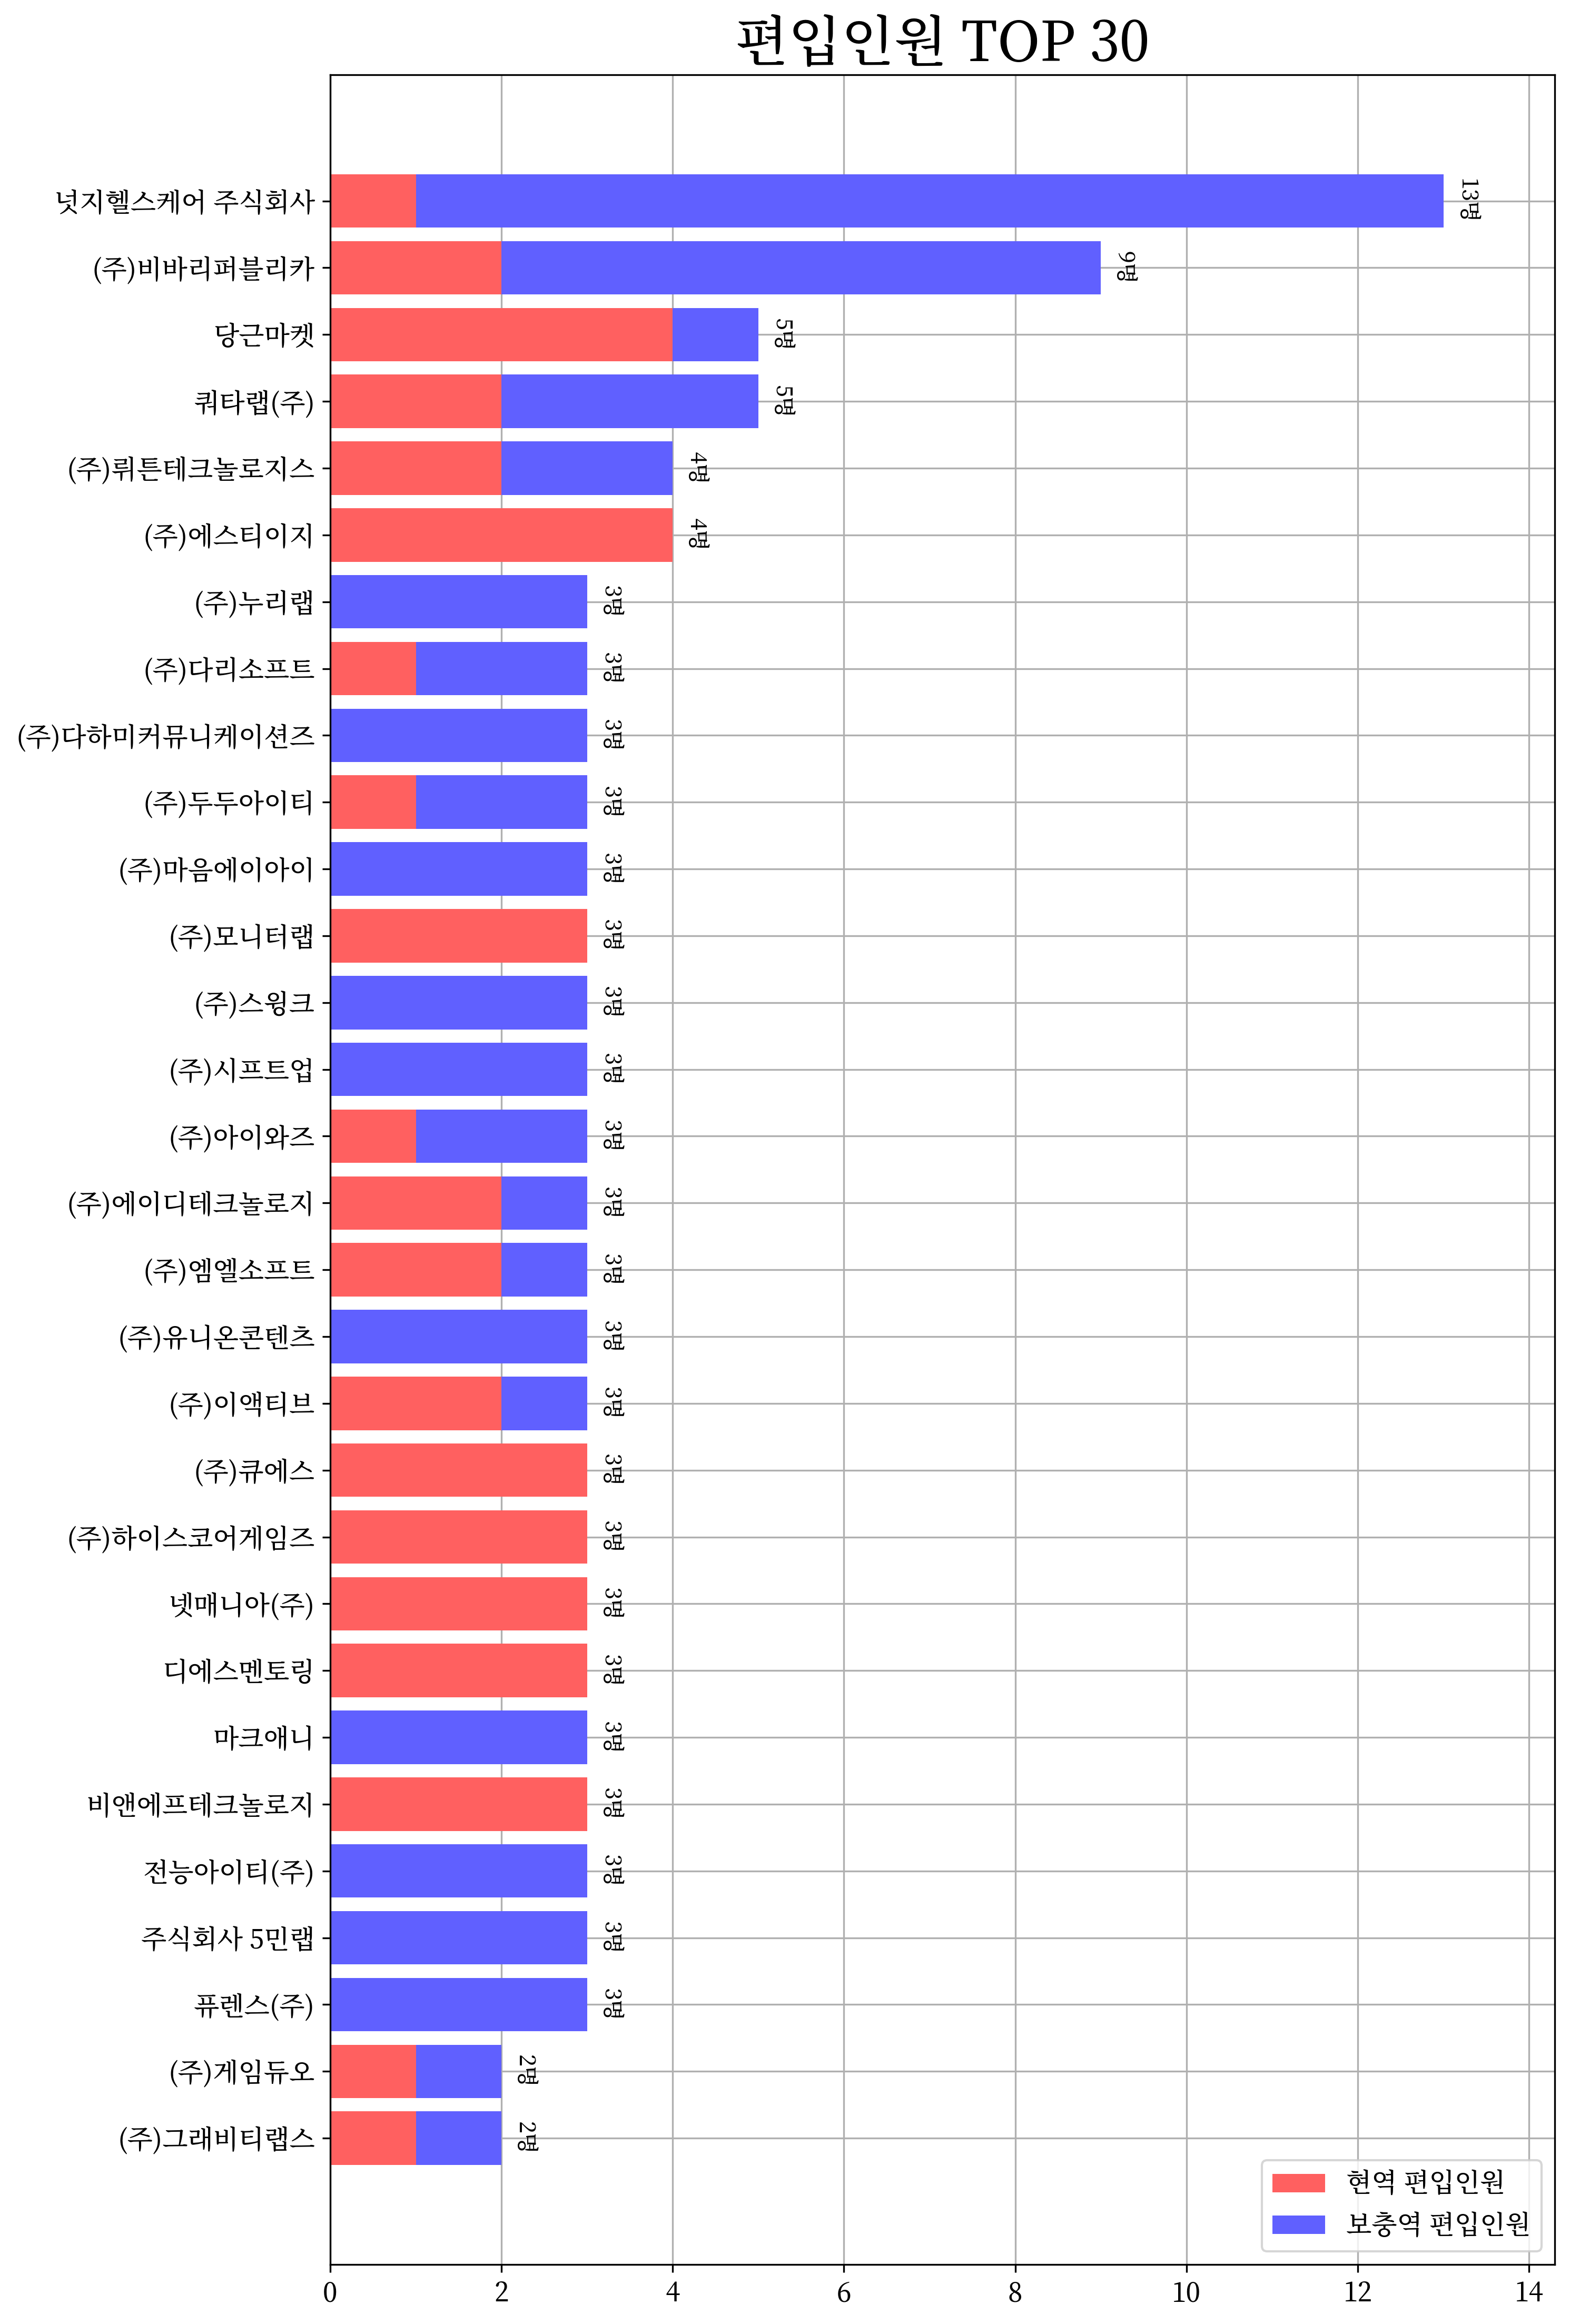 편입인원 TOP 30
넛지헬스케어 주식회사 13명
(주)비바리퍼블리카 9명
당근마켓 5명
쿼타랩(주) 5명
(주)뤼튼테크놀로지스 4명
(주)에스티이지 4명
(주)누리랩 3명
(주)다리소프트 3명
(주)다하미커뮤니케이션즈 3명
(주)두두아이티 3명
(주)마음에이아이 3명
(주)모니터랩 3명
(주)스윙크 3명
(주)시프트업 3명
(주)아이와즈 3명
(주)에이디테크놀로지 3명
(주)엠엘소프트 3명
(주)유니온콘텐츠 3명
(주)이액티브 3명
(주)큐에스 3명
(주)하이스코어게임즈 3명
넷매니아(주) 3명
디에스멘토링 3명
마크애니 3명
비앤에프테크놀로지 3명
전능아이티(주) 3명
주식회사 5민랩 3명
퓨렌스(주) 3명
(주)게임듀오 2명
(주)그래비티랩스 2명
현역 편입인원
보충역 편입인원
0 2 4 6 8 10 12 14